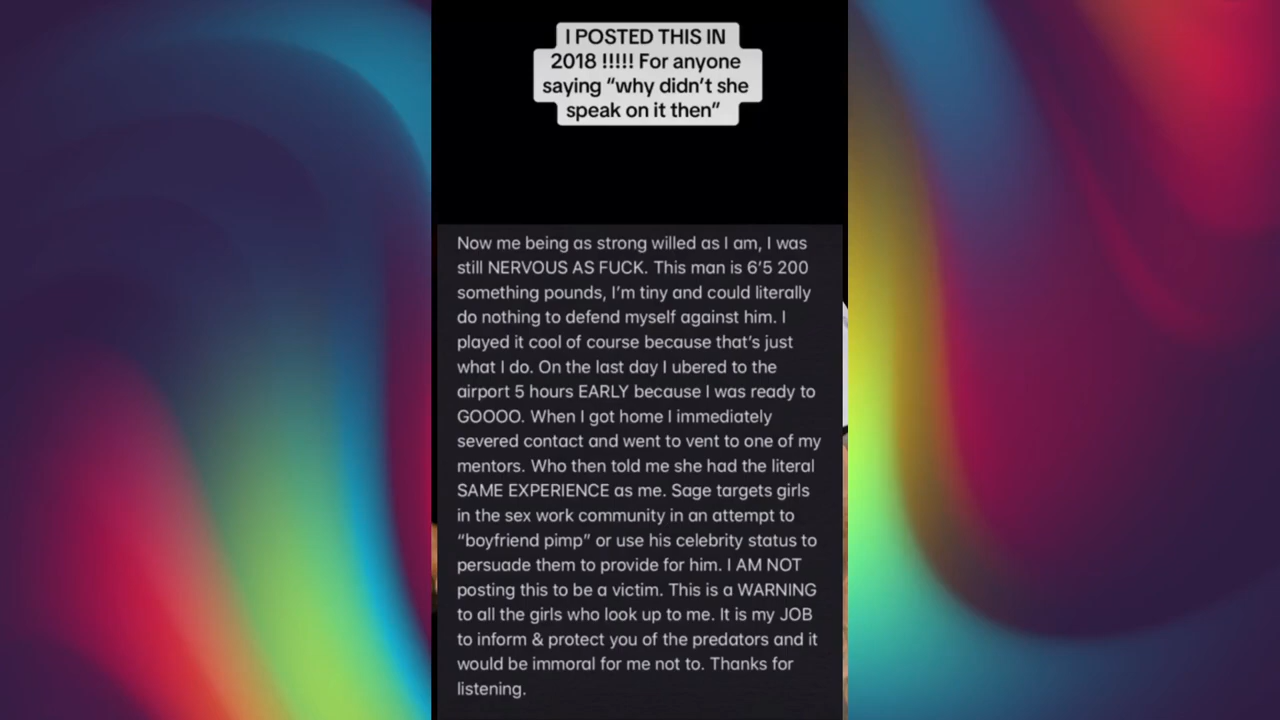 I POSTED THIS IN
2018 !!!!! For anyone
saying “why didn’t she
speak on it then”
Now me being as strong willed as I am, I was
still NERVOUS AS FUCK. This man is 6’5 200
something pounds, I’m tiny and could literally
do nothing to defend myself against him. I
played it cool of course because that’s just
what I do. On the last day I ubered to the
airport 5 hours EARLY because I was ready to
GOOOO. When I got home I immediately
severed contact and went to vent to one of my
mentors. Who then told me she had the literal
SAME EXPERIENCE as me. Sage targets girls
in the sex work community in an attempt to
“boyfriend pimp” or use his celebrity status to
persuade them to provide for him. I AM NOT
posting this to be a victim. This is a WARNING
to all the girls who look up to me. It is my JOB
to inform & protect you of the predators and it
would be immoral for me not to. Thanks for
listening.